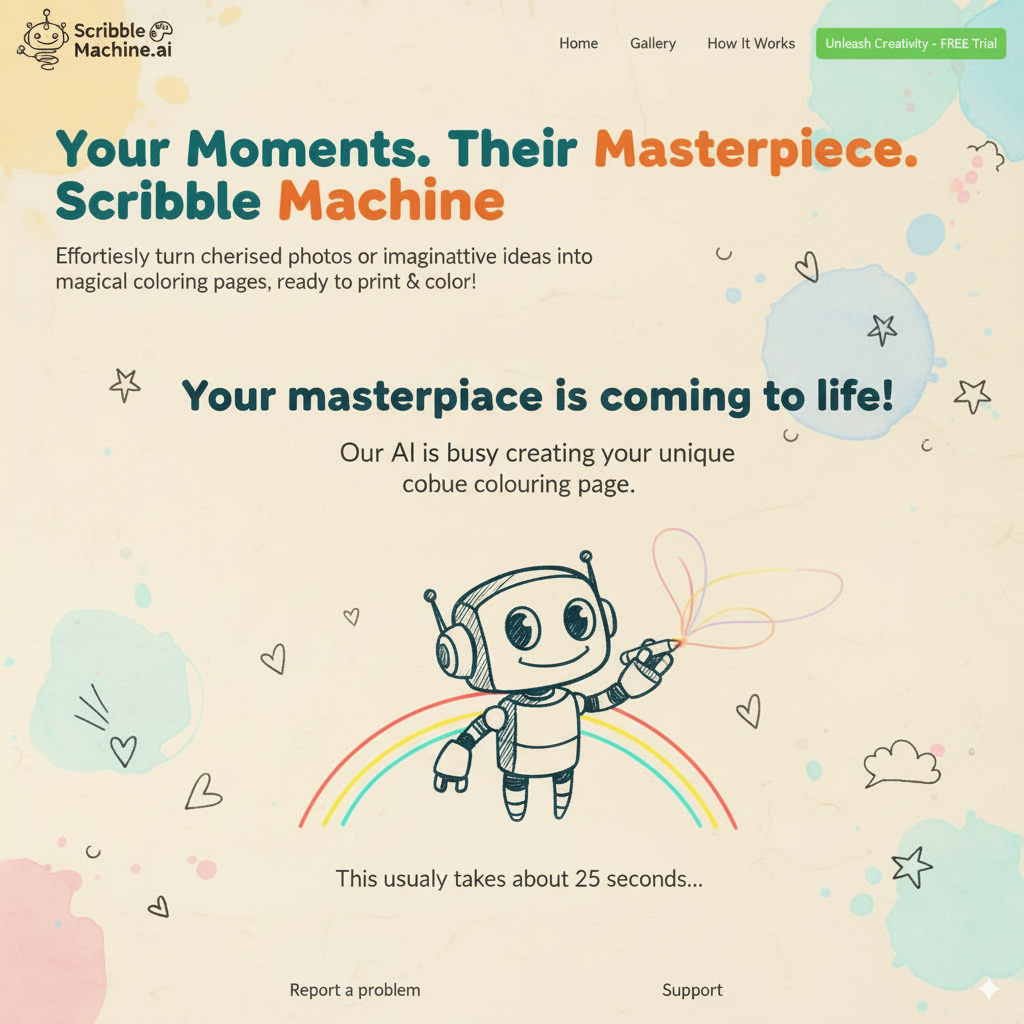 Scribble
Machine.ai
Home
Gallery
How It Works
Unleash Creativity - FREE Trial
Your Moments. Their Masterpiece.
Scribble Machine
Effortiesly turn cherised photos or imaginattive ideas into
magical coloring pages, ready to print & color!
Your masterpiace is coming to life!
Our AI is busy creating your unique
cobue colouring page.
This usualy takes about 25 seconds...
Report a problem
Support